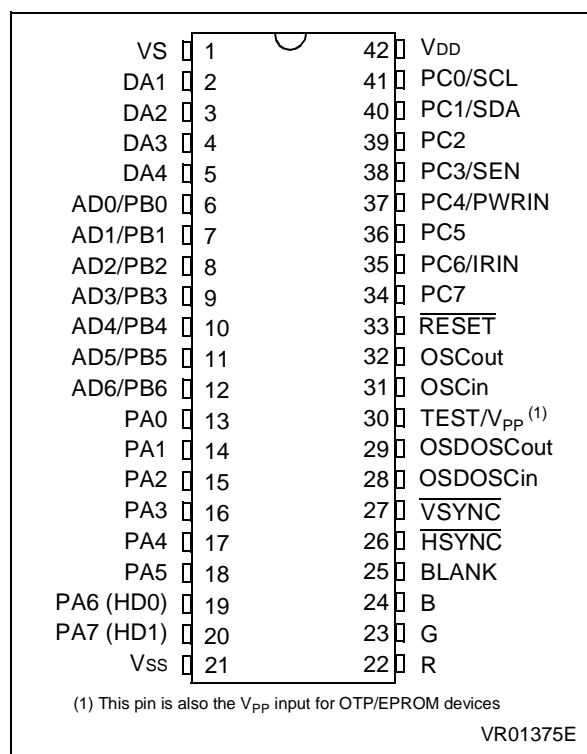 VS 1 42 VDD
DA1 2 41 PC0/SCL
DA2 3 40 PC1/SDA
DA3 4 39 PC2
DA4 5 38 PC3/SEN
AD0/PB0 6 37 PC4/PWRIN
AD1/PB1 7 36 PC5
AD2/PB2 8 35 PC6/IRIN
AD3/PB3 9 34 PC7
AD4/PB4 10 33 RESET
AD5/PB5 11 32 OSCout
AD6/PB6 12 31 OSCin
PA0 13 30 TEST/VPP (1)
PA1 14 29 OSDOSCout
PA2 15 28 OSDOSCin
PA3 16 27 VSYNC
PA4 17 26 HSYNC
PA5 18 25 BLANK
PA6 (HD0) 19 24 B
PA7 (HD1) 20 23 G
VSS 21 22 R
(1) This pin is also the VPP input for OTP/EPROM devices
VR01375E